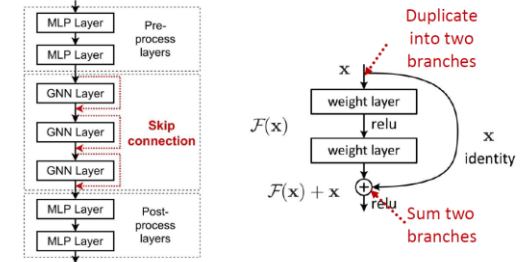 MLP Layer
MLP Layer
Pre-
process
layers
GNN Layer
GNN Layer
GNN Layer
Skip
connection
MLP Layer
MLP Layer
Post-
process
layers
Duplicate
into two
branches
x
weight layer
F(x)
relu
weight layer
x
identity
F(x) + x
relu
Sum two
branches